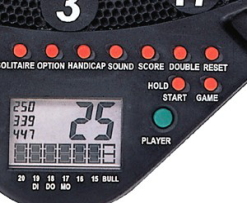 3
SOLITAIRE OPTION HANDICAP SOUND SCORE DOUBLE RESET
HOLD
START GAME
250
339
447
25
PLAYER
20 19 18 17 16 15 BULL
DI DO MO